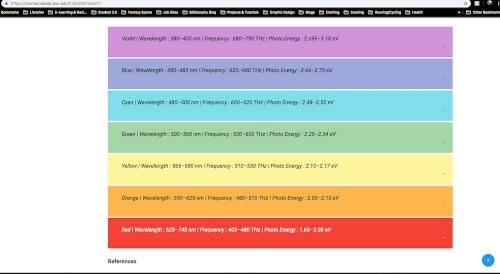 Bookmarks Libraries E-Learning & Desi... Student 2.0 Fantasy Sports Job Sites Bibliosophy Blog Projects & Tutorials Graphic Design Blogs Clothing Cooking Running/Cycling Health Other Bookmarks
Violet | Wavelength : 380–450 nm | Frequency : 680–790 THz | Photo Energy : 2.95–3.10 eV
Blue | Wavelength : 450–485 nm | Frequency : 620–680 THz | Photo Energy : 2.64–2.75 eV
Cyan | Wavelength : 485–500 nm | Frequency : 600–620 THz | Photo Energy : 2.48–2.52 eV
Green | Wavelength : 500–565 nm | Frequency : 530–600 THz | Photo Energy : 2.25–2.34 eV
Yellow | Wavelength : 565–590 nm | Frequency : 510–530 THz | Photo Energy : 2.10–2.17 eV
Orange | Wavelength : 590–625 nm | Frequency : 480–510 THz | Photo Energy : 2.00–2.10 eV
Red | Wavelength : 625–740 nm | Frequency : 405–480 THz | Photo Energy : 1.65–2.00 eV
References